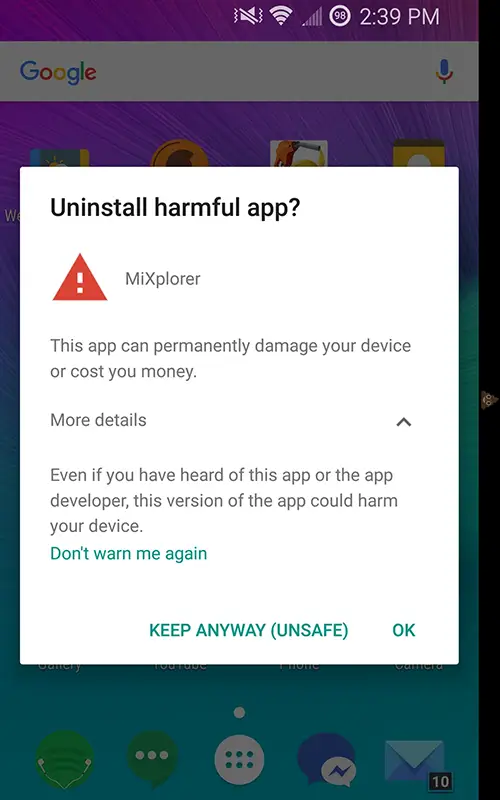 98 2:39 PM
Google
We
Uninstall harmful app?
MiXplorer
This app can permanently damage your device
or cost you money.
More details
Even if you have heard of this app or the app
developer, this version of the app could harm
your device.
Don't warn me again
KEEP ANYWAY (UNSAFE) OK
Gallery YouTube Phone Camera
10